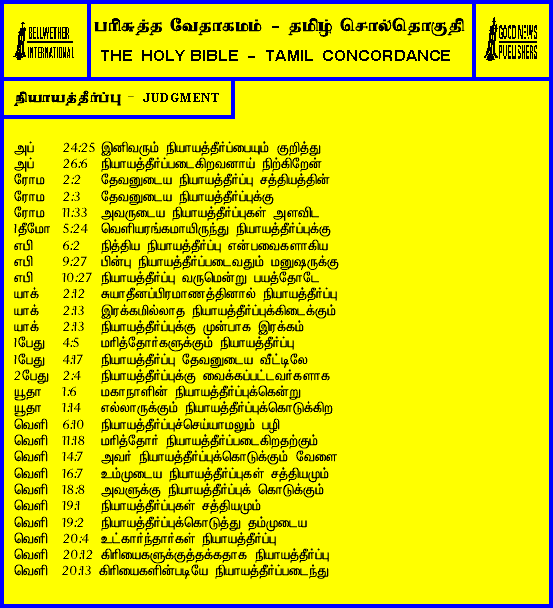 BELLWETHER
INTERNATIONAL
பரிசுத்த வேதாகமம் - தமிழ் சொல்தொகுதி
THE HOLY BIBLE - TAMIL CONCORDANCE
GOOD NEWS
PUBLISHERS
நியாயத்தீர்ப்பு - JUDGMENT
அப் 24:25 இனிவரும் நியாயத்தீர்ப்பையும் குறித்து
அப் 26:6 நியாயத்தீர்ப்படைகிறவனாய் நிற்கிறேன்
ரோம 2:2 தேவனுடைய நியாயத்தீர்ப்பு சத்தியத்தின்
ரோம 2:3 தேவனுடைய நியாயத்தீர்ப்புக்கு
ரோம 11:33 அவருடைய நியாயத்தீர்ப்புகள் அளவிட
1தீமோ 5:24 வெளியரங்கமாயிருந்து நியாயத்தீர்ப்புக்கு
எபி 6:2 நித்திய நியாயத்தீர்ப்பு என்பவைகளாகிய
எபி 9:27 பின்பு நியாயத்தீர்ப்படைவதும் மனுஷருக்கு
எபி 10:27 நியாயத்தீர்ப்பு வருமென்று பயத்தோடே
யாக் 2:12 சுயாதீனப்பிரமாணத்தினால் நியாயத்தீர்ப்பு
யாக் 2:13 இரக்கமில்லாத நியாயத்தீர்ப்புக்கிடைக்கும்
யாக் 2:13 நியாயத்தீர்ப்புக்கு முன்பாக இரக்கம்
1பேது 4:5 மரித்தோர்களுக்கும் நியாயத்தீர்ப்பு
1பேது 4:17 நியாயத்தீர்ப்பு தேவனுடைய வீட்டிலே
2பேது 2:4 நியாயத்தீர்ப்புக்கு வைக்கப்பட்டவர்களாக
யூதா 1:6 மகாநாளின் நியாயத்தீர்ப்புக்கென்று
யூதா 1:14 எல்லாருக்கும் நியாயத்தீர்ப்புக்கொடுக்கிற
வெளி 6:10 நியாயத்தீர்ப்புச்செய்யாமலும் பழி
வெளி 11:18 மரித்தோர் நியாயத்தீர்ப்படைகிறதற்கும்
வெளி 14:7 அவர் நியாயத்தீர்ப்புக்கொடுக்கும் வேளை
வெளி 16:7 உம்முடைய நியாயத்தீர்ப்புகள் சத்தியமும்
வெளி 18:8 அவளுக்கு நியாயத்தீர்ப்புக் கொடுக்கும்
வெளி 19:1 நியாயத்தீர்ப்புகள் சத்தியமும்
வெளி 19:2 நியாயத்தீர்ப்புக்கொடுத்து தம்முடைய
வெளி 20:4 உட்கார்ந்தார்கள் நியாயத்தீர்ப்பு
வெளி 20:12 கிரியைகளுக்குத்தக்கதாக நியாயத்தீர்ப்பு
வெளி 20:13 கிரியைகளின்படியே நியாயத்தீர்ப்படைந்து